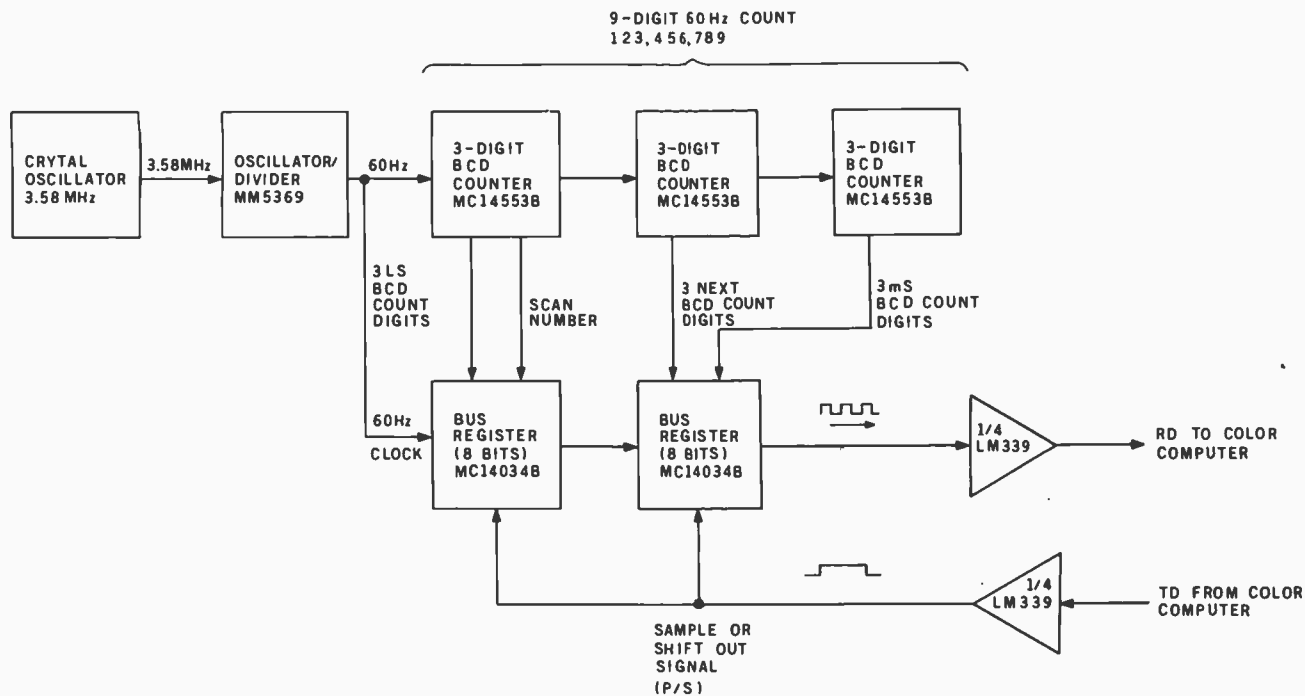 9-DIGIT 60Hz COUNT
123,456,789
CRYTAL
OSCILLATOR
3.58 MHz
3.58MHz
OSCILLATOR/
DIVIDER
MM5369
60Hz
3-DIGIT
BCD
COUNTER
MC14553B
3-DIGIT
BCD
COUNTER
MC14553B
3-DIGIT
BCD
COUNTER
MC14553B
3 LS
BCD
COUNT
DIGITS
SCAN
NUMBER
3 NEXT
BCD COUNT
DIGITS
3mS
BCD COUNT
DIGITS
60Hz
CLOCK
BUS
REGISTER
(8 BITS)
MC14034B
BUS
REGISTER
(8 BITS)
MC14034B
1/4
LM339
RD TO COLOR
COMPUTER
1/4
LM339
TD FROM COLOR
COMPUTER
SAMPLE OR
SHIFT OUT
SIGNAL
(P/S)